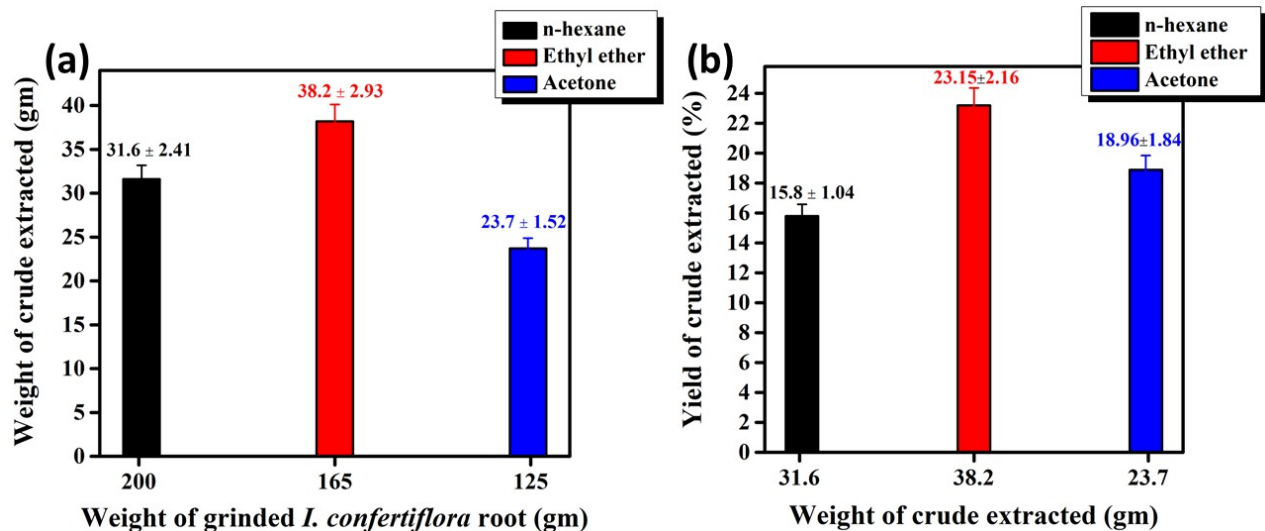 (a)
n-hexane
Ethyl ether
Acetone
Weight of crude extracted (gm)
40
35
30
25
20
15
10
5
0
31.6 ± 2.41
38.2 ± 2.93
23.7 ± 1.52
200 165 125
Weight of grinded I. confertiflora root (gm)
(b)
n-hexane
Ethyl ether
Acetone
Yield of crude extracted (%)
24
22
20
18
16
14
12
10
8
6
4
2
0
15.8 ± 1.04
23.15±2.16
18.96±1.84
31.6 38.2 23.7
Weight of crude extracted (gm)